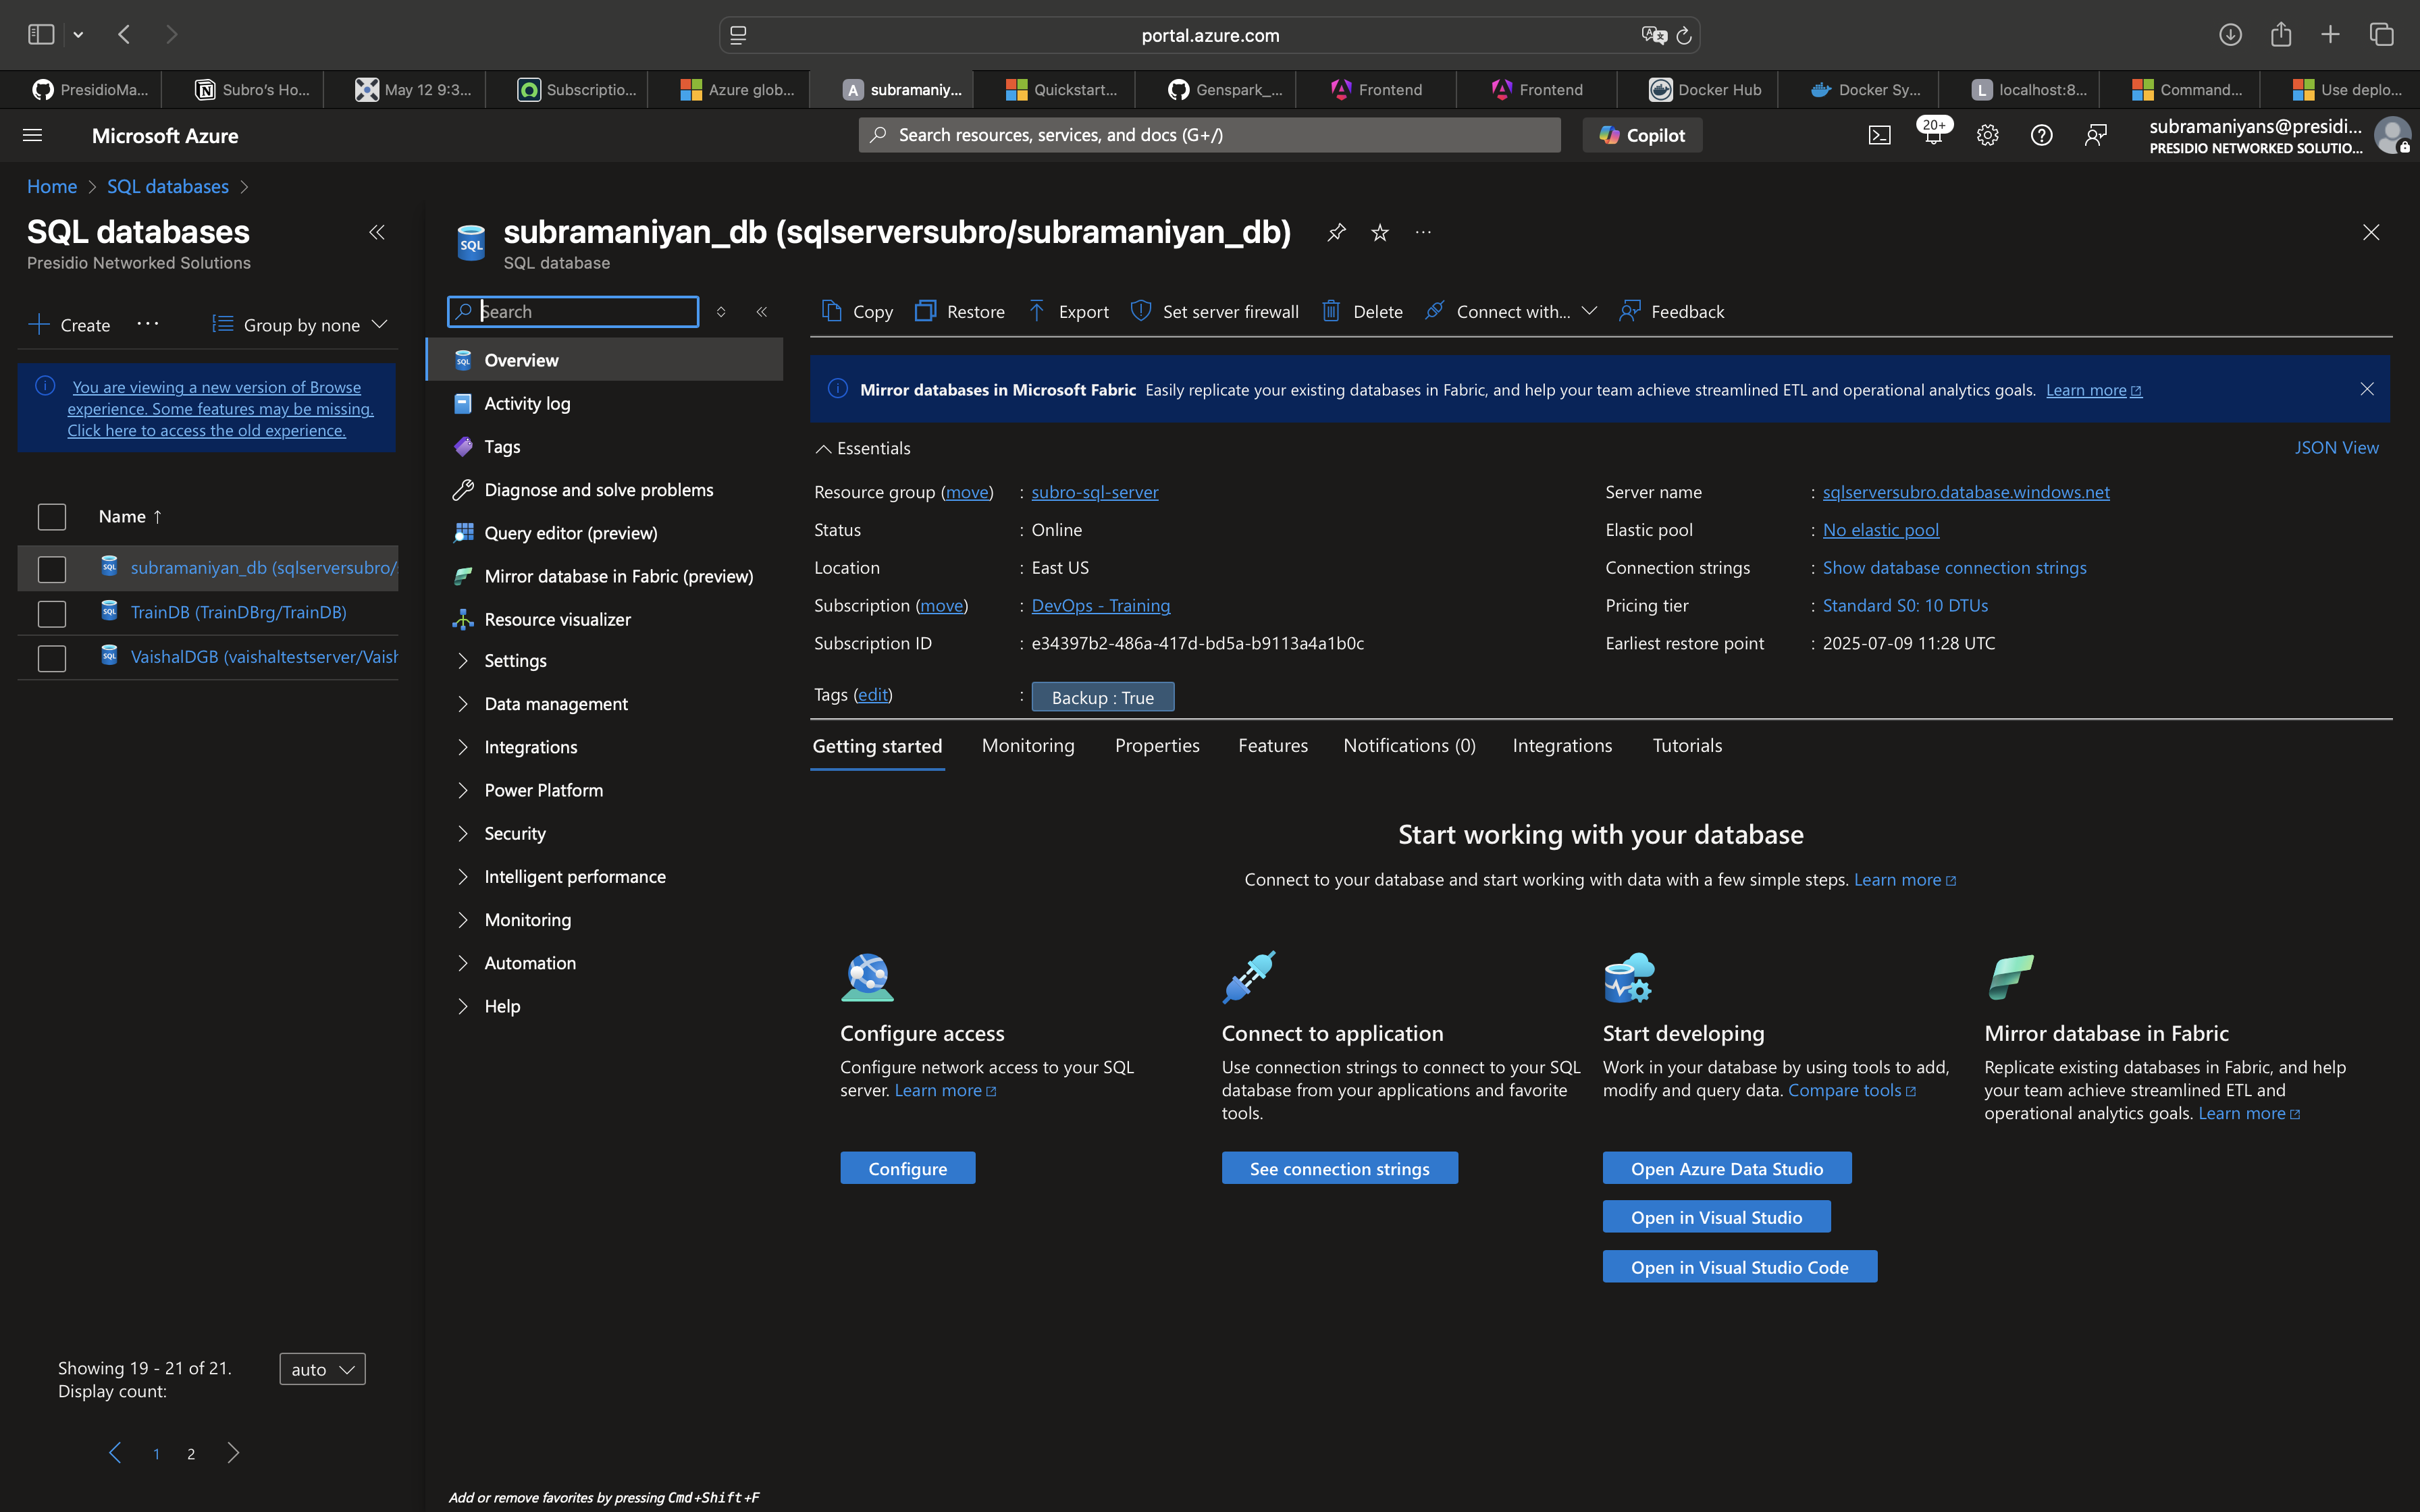 portal.azure.com
PresidioMa...
Subro's Ho...
May 12 9:3...
Subscriptio...
Azure glob...
A subramaniy...
Quickstart...
Genspark_...
Frontend
Frontend
Docker Hub
Docker Sy...
L localhost:8...
Command...
Use deplo...
Microsoft Azure
Search resources, services, and docs (G+/)
Copilot
20+
subramaniyans@presidi...
PRESIDIO NETWORKED SOLUTIO...
Home > SQL databases >
SQL databases
Presidio Networked Solutions
Create
Group by none
You are viewing a new version of Browse
experience. Some features may be missing.
Click here to access the old experience.
Name ↑
subramaniyan_db (sqlserversubro/
TrainDB (TrainDBrg/TrainDB)
VaishalDGB (vaishaltestserver/Vaish
Showing 19 - 21 of 21.
Display count:
auto
1 2
subramaniyan_db (sqlserversubro/subramaniyan_db)
SQL database
Search
Overview
Activity log
Tags
Diagnose and solve problems
Query editor (preview)
Mirror database in Fabric (preview)
Resource visualizer
Settings
Data management
Integrations
Power Platform
Security
Intelligent performance
Monitoring
Automation
Help
Add or remove favorites by pressing Cmd+Shift+F
Copy
Restore
Export
Set server firewall
Delete
Connect with...
Feedback
Mirror databases in Microsoft Fabric Easily replicate your existing databases in Fabric, and help your team achieve streamlined ETL and operational analytics goals. Learn more
Essentials
JSON View
Resource group (move) : subro-sql-server
Status : Online
Location : East US
Subscription (move) : DevOps - Training
Subscription ID : e34397b2-486a-417d-bd5a-b9113a4a1b0c
Server name : sqlserversubro.database.windows.net
Elastic pool : No elastic pool
Connection strings : Show database connection strings
Pricing tier : Standard S0: 10 DTUs
Earliest restore point : 2025-07-09 11:28 UTC
Tags (edit) : Backup : True
Getting started
Monitoring
Properties
Features
Notifications (0)
Integrations
Tutorials
Start working with your database
Connect to your database and start working with data with a few simple steps. Learn more
Configure access
Configure network access to your SQL
server. Learn more
Configure
Connect to application
Use connection strings to connect to your SQL
database from your applications and favorite
tools.
See connection strings
Start developing
Work in your database by using tools to add,
modify and query data. Compare tools
Open Azure Data Studio
Open in Visual Studio
Open in Visual Studio Code
Mirror database in Fabric
Replicate existing databases in Fabric, and help
your team achieve streamlined ETL and
operational analytics goals. Learn more